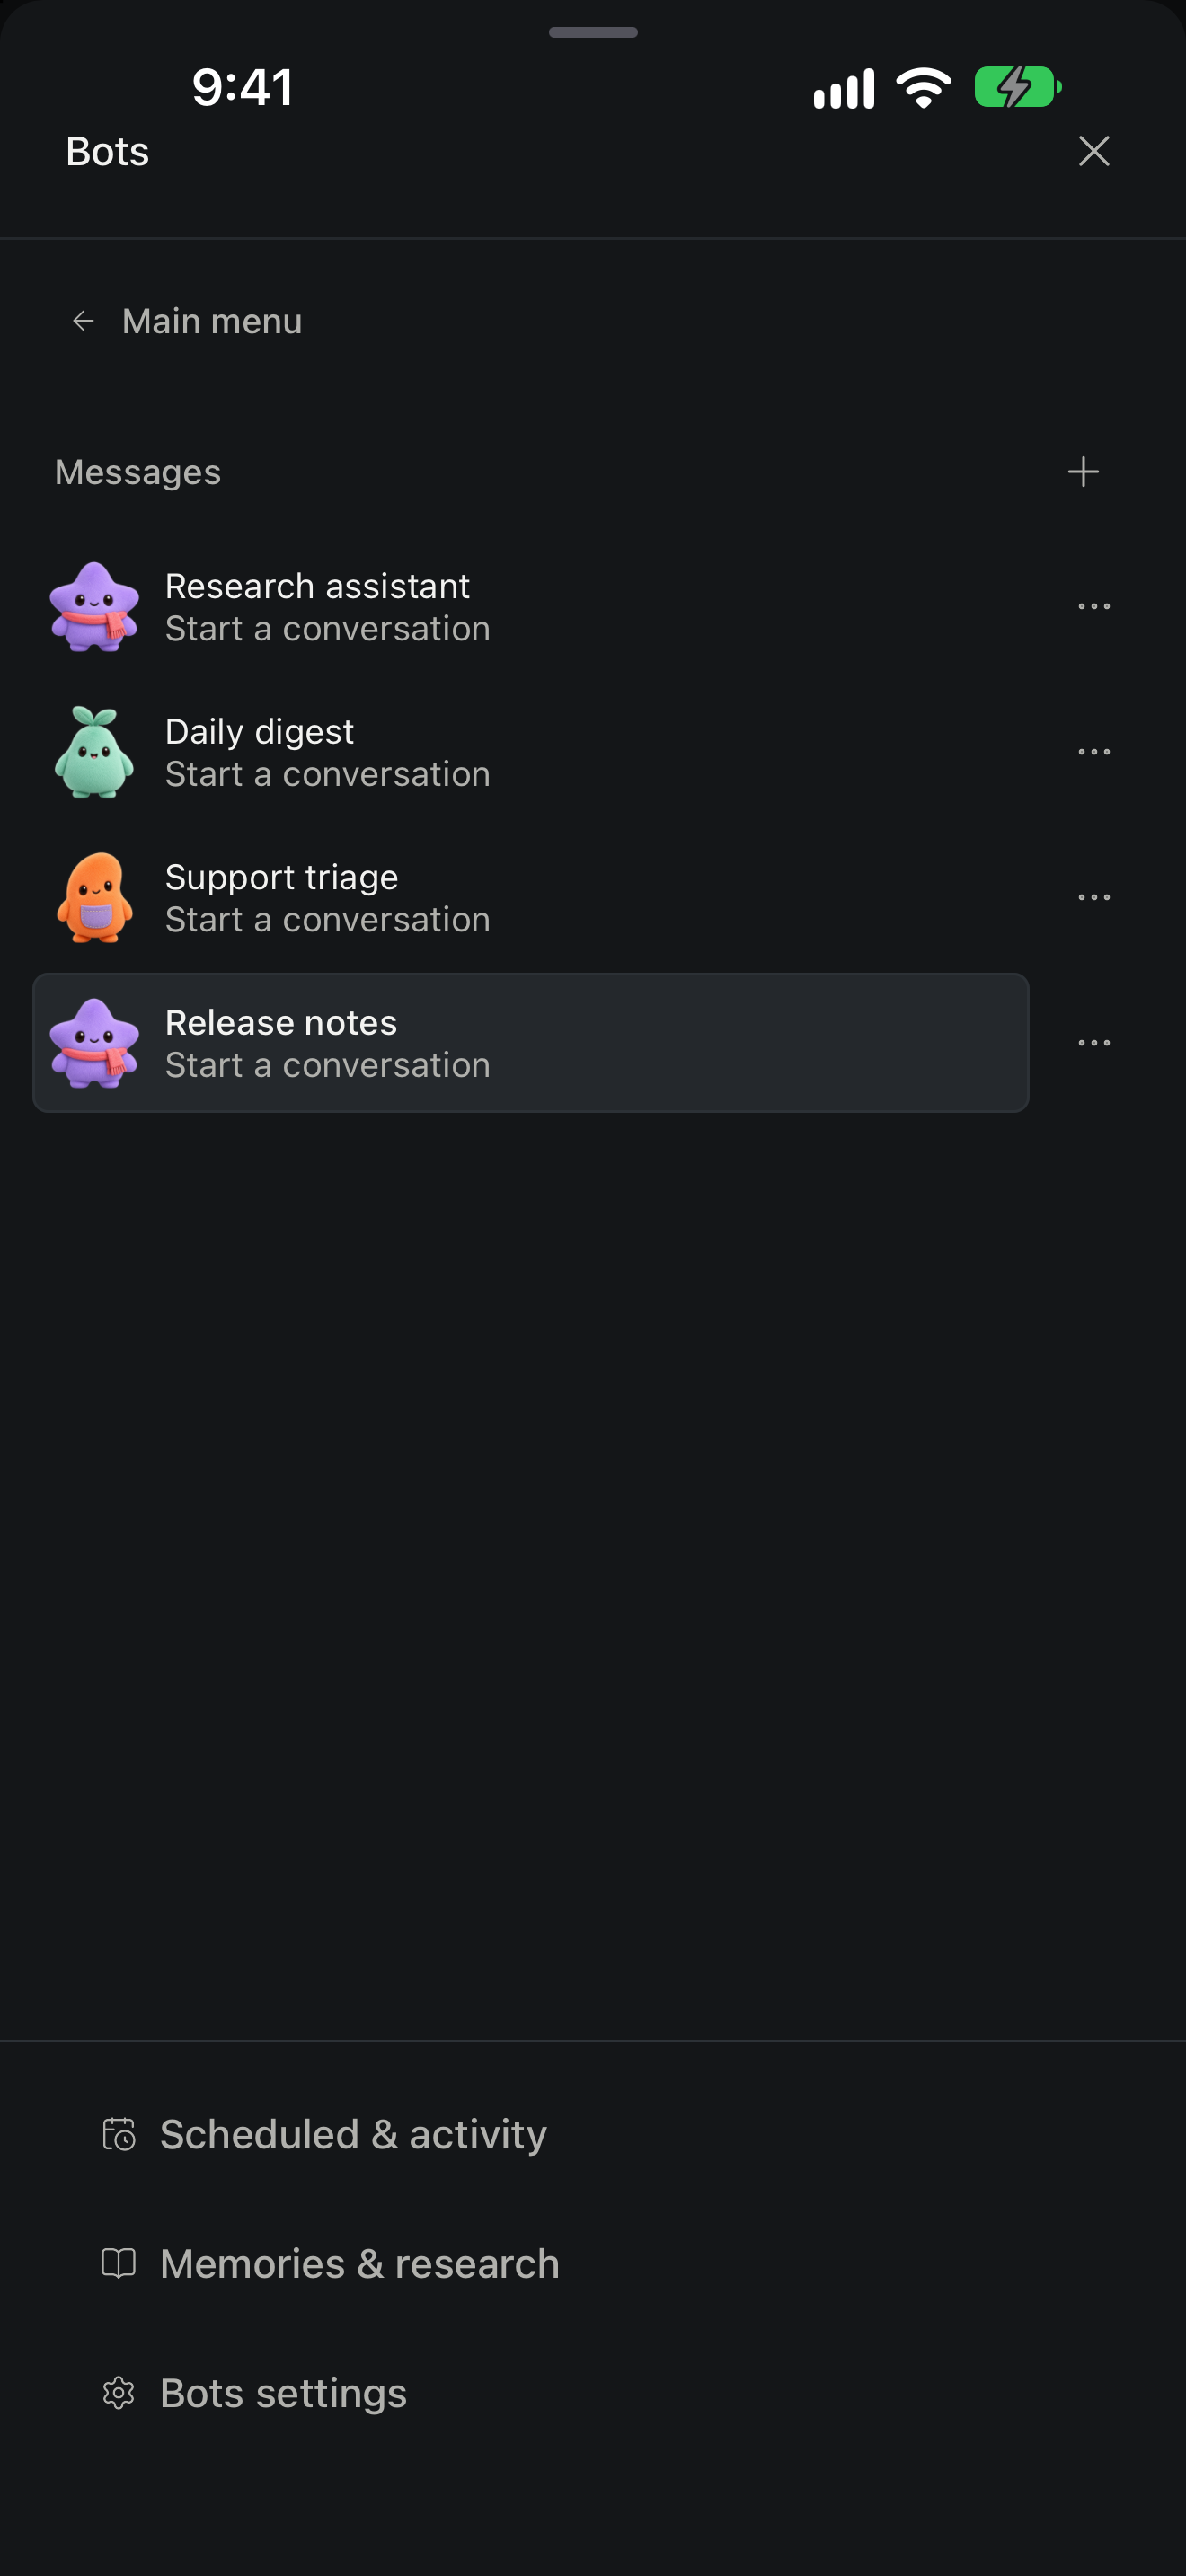 9:41
Bots
Main menu
Messages
Research assistant
Start a conversation
Daily digest
Start a conversation
Support triage
Start a conversation
Release notes
Start a conversation
Scheduled & activity
Memories & research
Bots settings